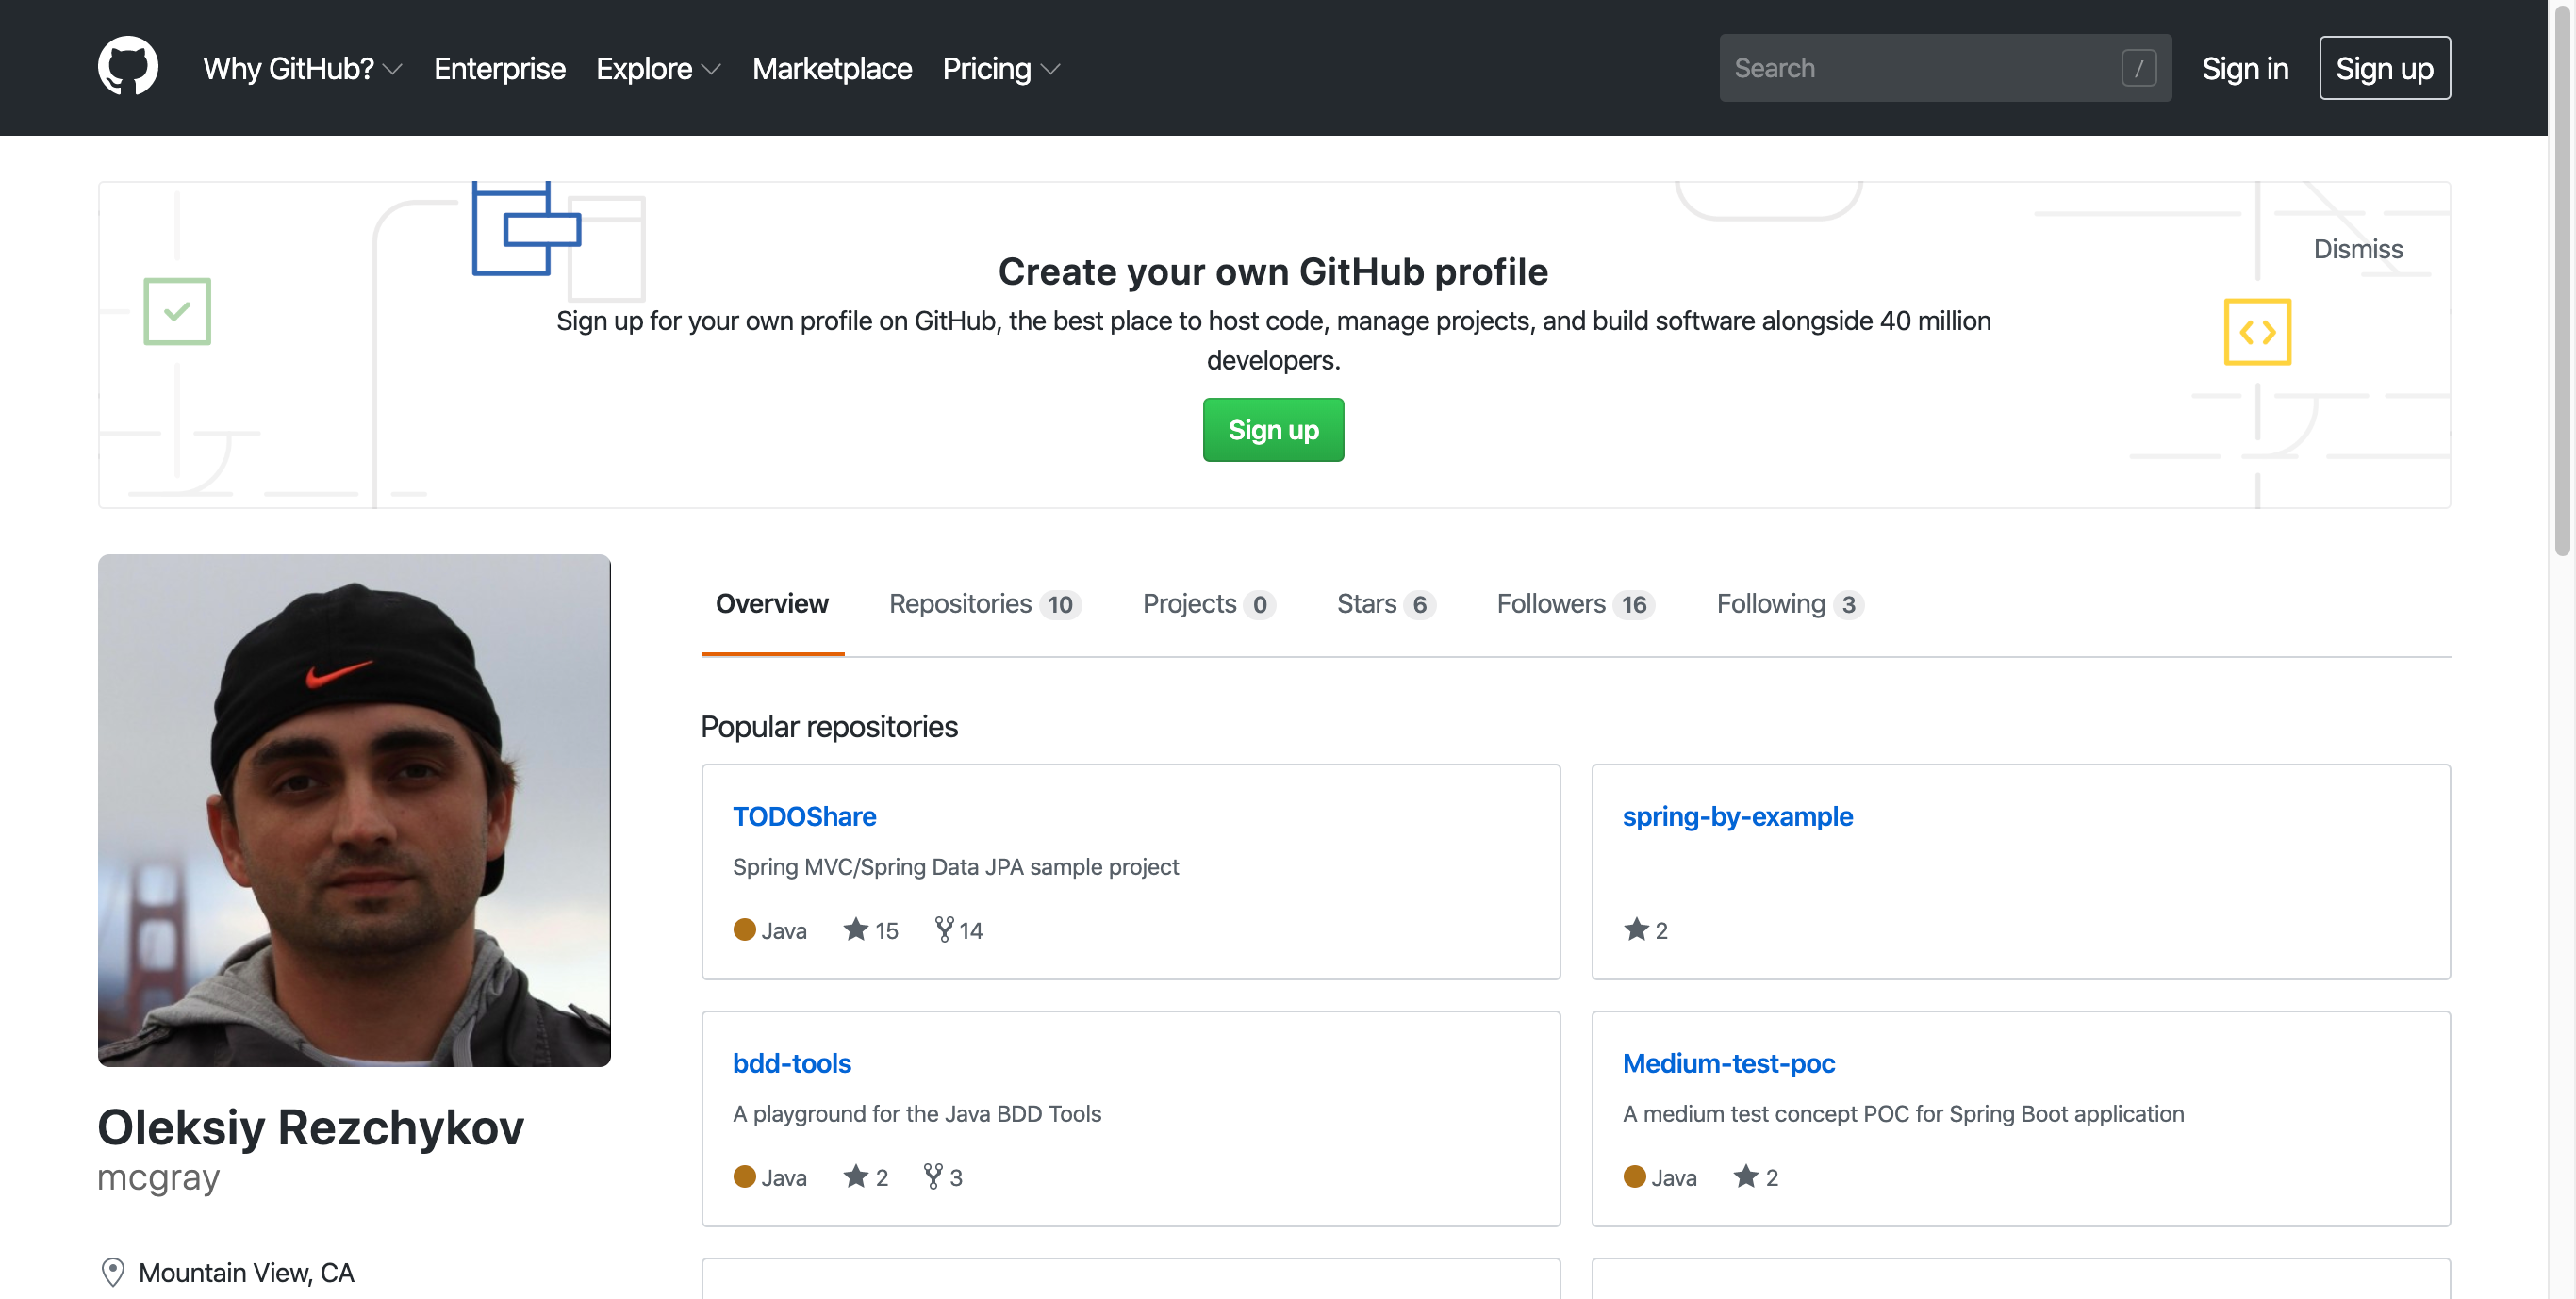 Why GitHub? Enterprise Explore Marketplace Pricing Search / Sign in Sign up
Dismiss
Create your own GitHub profile
Sign up for your own profile on GitHub, the best place to host code, manage projects, and build software alongside 40 million
developers.
Sign up
Overview Repositories 10 Projects 0 Stars 6 Followers 16 Following 3
Popular repositories
TODOShare
Spring MVC/Spring Data JPA sample project
Java 15 14
spring-by-example
2
bdd-tools
A playground for the Java BDD Tools
Java 2 3
Medium-test-poc
A medium test concept POC for Spring Boot application
Java 2
Oleksiy Rezchykov
mcgray
Mountain View, CA